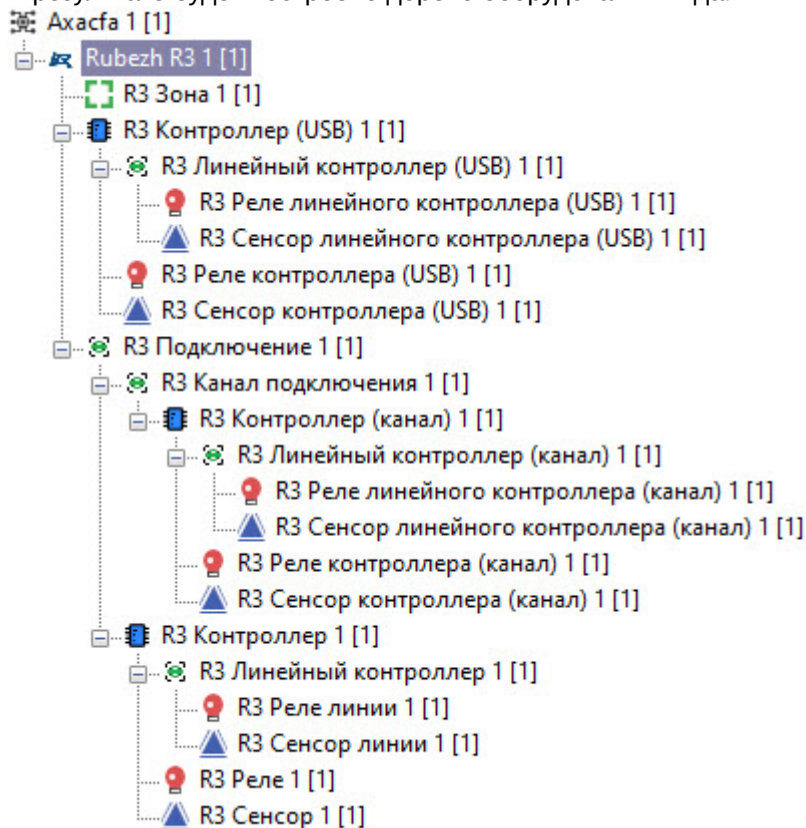 Axacfa 1 [1]
Rubezh R3 1 [1]
R3 Зона 1 [1]
R3 Контроллер (USB) 1 [1]
R3 Линейный контроллер (USB) 1 [1]
R3 Реле линейного контроллера (USB) 1 [1]
R3 Сенсор линейного контроллера (USB) 1 [1]
R3 Реле контроллера (USB) 1 [1]
R3 Сенсор контроллера (USB) 1 [1]
R3 Подключение 1 [1]
R3 Канал подключения 1 [1]
R3 Контроллер (канал) 1 [1]
R3 Линейный контроллер (канал) 1 [1]
R3 Реле линейного контроллера (канал) 1 [1]
R3 Сенсор линейного контроллера (канал) 1 [1]
R3 Реле контроллера (канал) 1 [1]
R3 Сенсор контроллера (канал) 1 [1]
R3 Контроллер 1 [1]
R3 Линейный контроллер 1 [1]
R3 Реле линии 1 [1]
R3 Сенсор линии 1 [1]
R3 Реле 1 [1]
R3 Сенсор 1 [1]